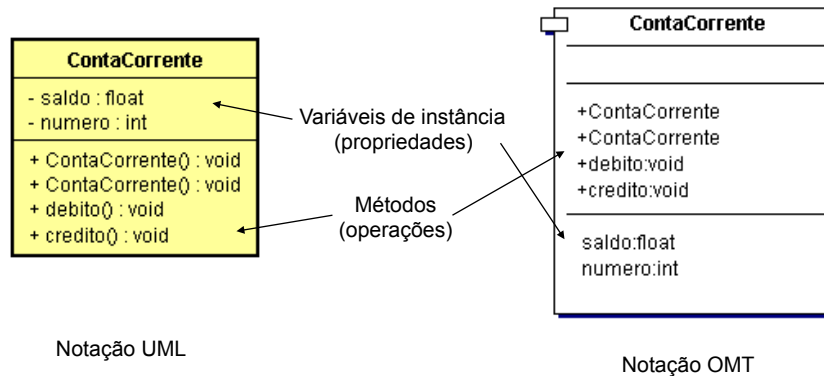 ContaCorrente
- saldo : float
- numero : int
+ ContaCorrente() : void
+ ContaCorrente() : void
+ debito() : void
+ credito() : void
Notação UML
Variáveis de instância
(propriedades)
Métodos
(operações)
ContaCorrente
+ContaCorrente
+ContaCorrente
+debito:void
+credito:void
saldo:float
numero:int
Notação OMT